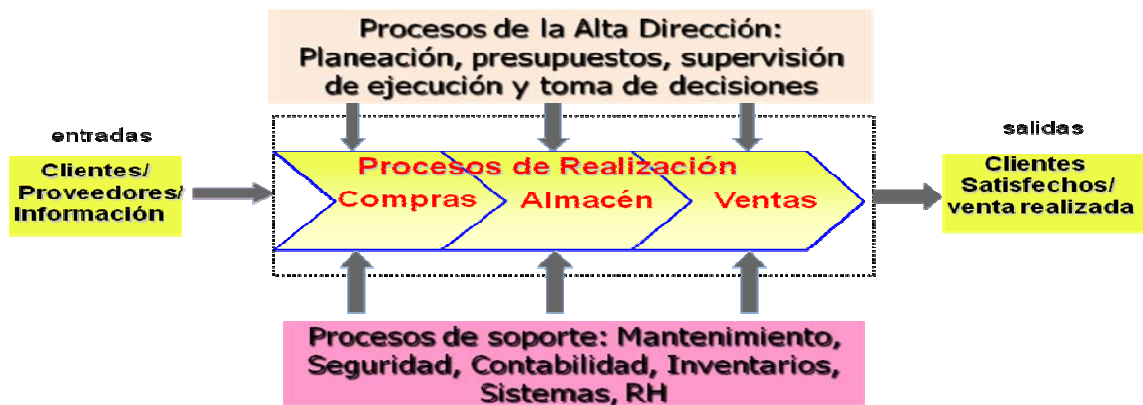 Procesos de la Alta Dirección:
Planeación, presupuestos, supervisión
de ejecución y toma de decisiones
entradas
Clientes/
Proveedores/
Información
Procesos de Realización
Compras
Almacén
Ventas
salidas
Clientes
Satisfechos/
venta realizada
Procesos de soporte: Mantenimiento,
Seguridad, Contabilidad, Inventarios,
Sistemas, RH